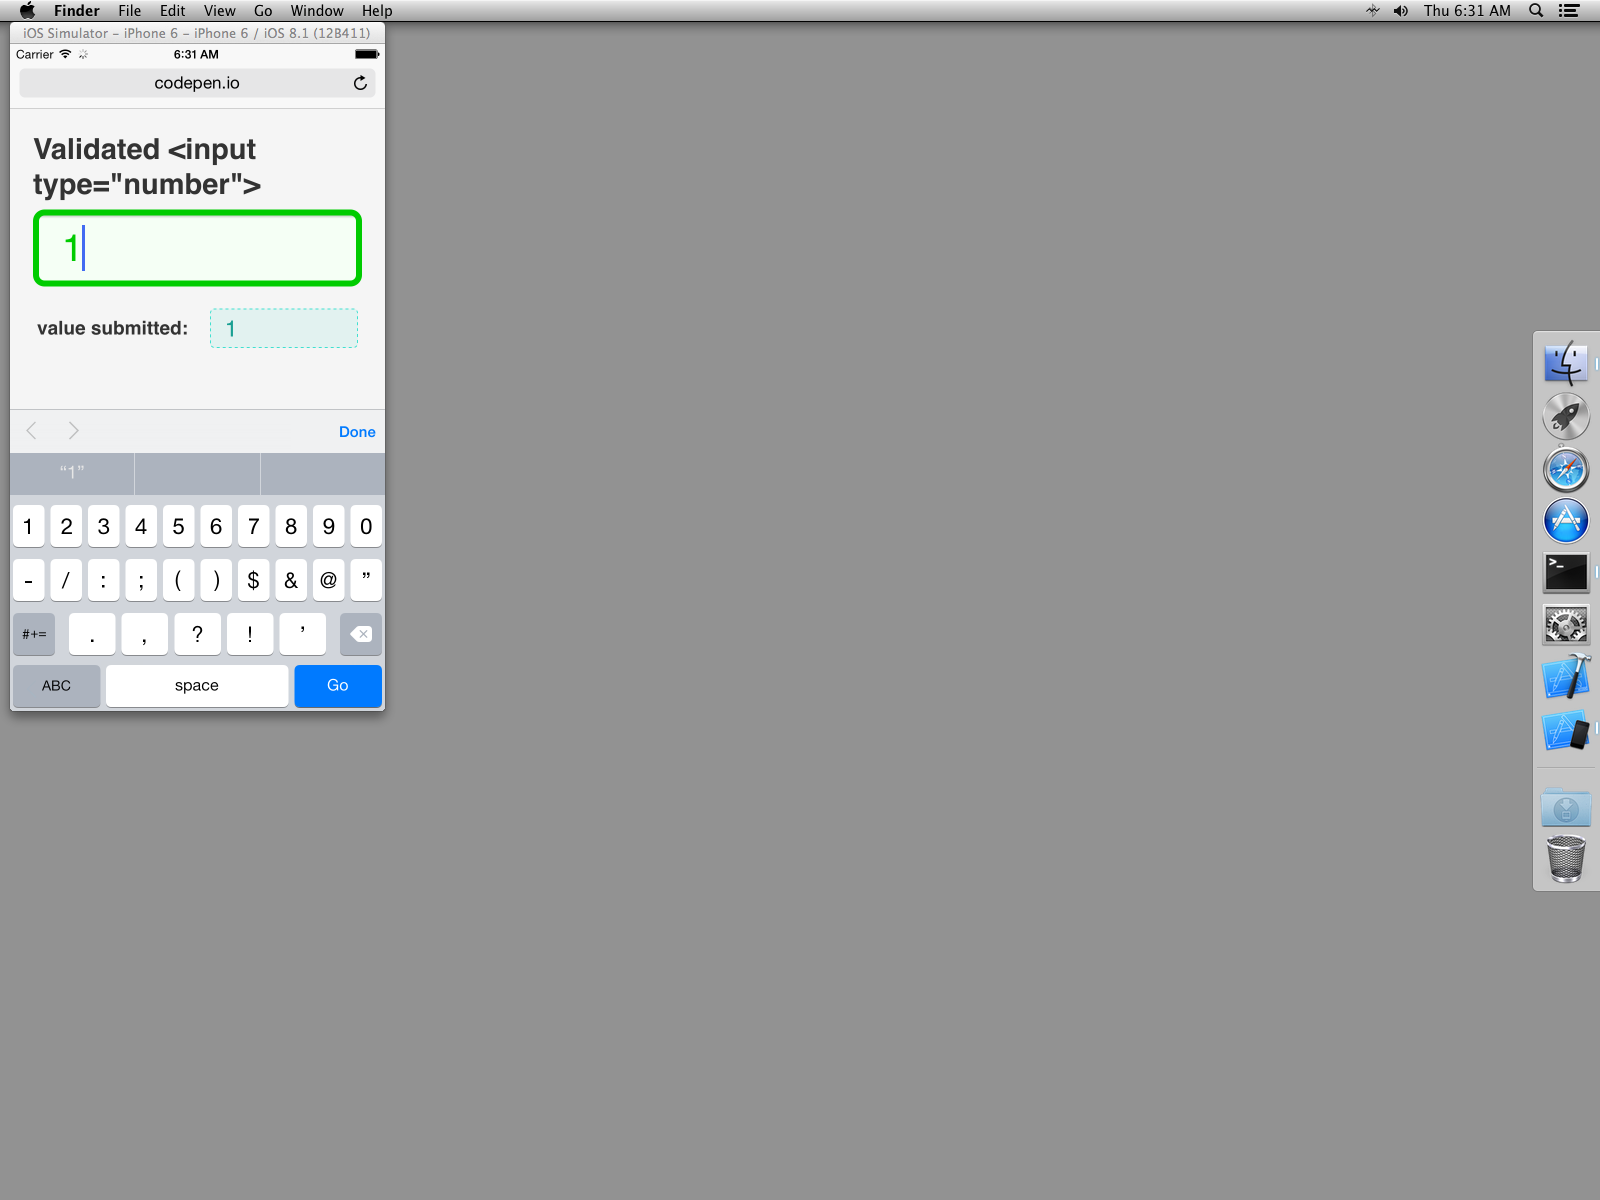 Finder File Edit View Go Window Help Thu 6:31 AM
iOS Simulator – iPhone 6 – iPhone 6 / iOS 8.1 (12B411)
Carrier 6:31 AM
codepen.io
Validated <input
type="number">
1
value submitted: 1
Done
“1”
1 2 3 4 5 6 7 8 9 0
- / : ; ( ) $ & @ ”
#+= . , ? ! ’
ABC space Go